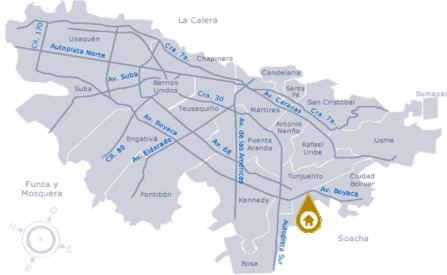 La Calera
Cll. 170
Usaquén
Autopista Norte
Cra. 7a.
Chapinero
Av. Suba
Suba
Barrios
Unidos
Candelaria
Santa
Fé
Cra. 30
Av. Caracas
San Cristóbal
Cra. 7a.
Sumapaz
Teusaquillo
Mártires
Antonio
Nariño
Av. Boyaca
Engativá
Cll. 80
Av. Eldorado
Av. 68
Av. de las Américas
Puente
Aranda
Rafael
Uribe
Usme
Tunjuelito
Ciudad
Bolívar
Funza y
Mosquera
Pontibón
Kennedy
Av. Boyaca
Autopista Sur
Soacha
Bosa
O
N
S
E